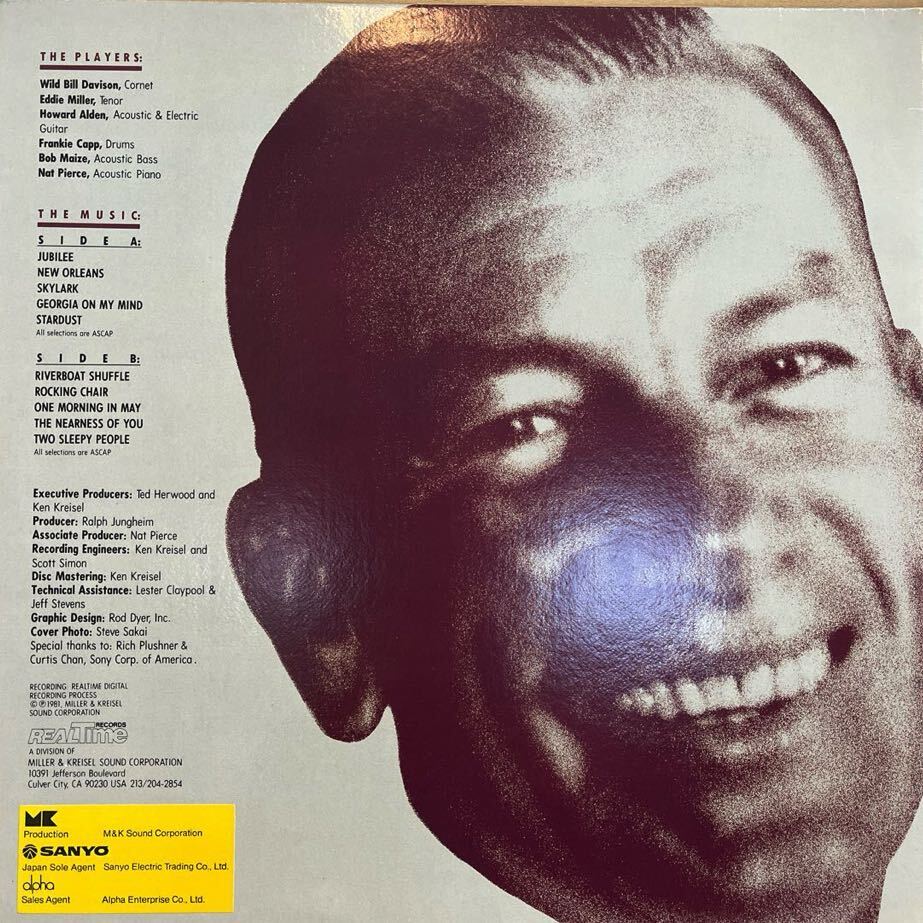 THE PLAYERS:
Wild Bill Davison, Cornet
Eddie Miller, Tenor
Howard Alden, Acoustic & Electric
Guitar
Frankie Capp, Drums
Bob Maize, Acoustic Bass
Nat Pierce, Acoustic Piano
THE MUSIC:
SIDE A:
JUBILEE
NEW ORLEANS
SKYLARK
GEORGIA ON MY MIND
STARDUST
All selections are ASCAP
SIDE B:
RIVERBOAT SHUFFLE
ROCKING CHAIR
ONE MORNING IN MAY
THE NEARNESS OF YOU
TWO SLEEPY PEOPLE
All selections are ASCAP
Executive Producers: Ted Herwood and
Ken Kreisel
Producer: Ralph Jungheim
Associate Producer: Nat Pierce
Recording Engineers: Ken Kreisel and
Scott Simon
Disc Mastering: Ken Kreisel
Technical Assistance: Lester Claypool &
Jeff Stevens
Graphic Design: Rod Dyer, Inc.
Cover Photo: Steve Sakai
Special thanks to: Rich Plushner &
Curtis Chan, Sony Corp. of America.
RECORDING: REALTIME DIGITAL
RECORDING PROCESS
© ℗ 1981, MILLER & KREISEL
SOUND CORPORATION
REALTime RECORDS
A DIVISION OF
MILLER & KREISEL SOUND CORPORATION
10391 Jefferson Boulevard
Culver City, CA 90230 USA 213/204-2854
MK
Production M&K Sound Corporation
SANYO
Japan Sole Agent Sanyo Electric Trading Co., Ltd.
alpha
Sales Agent Alpha Enterprise Co., Ltd.